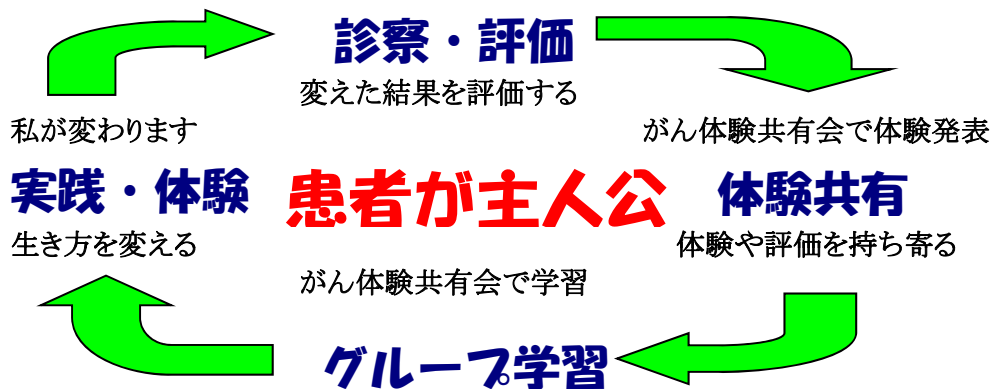 診察・評価
変えた結果を評価する
私が変わります
がん体験共有会で体験発表
実践・体験
患者が主人公
体験共有
生き方を変える
体験や評価を持ち寄る
がん体験共有会で学習
グループ学習